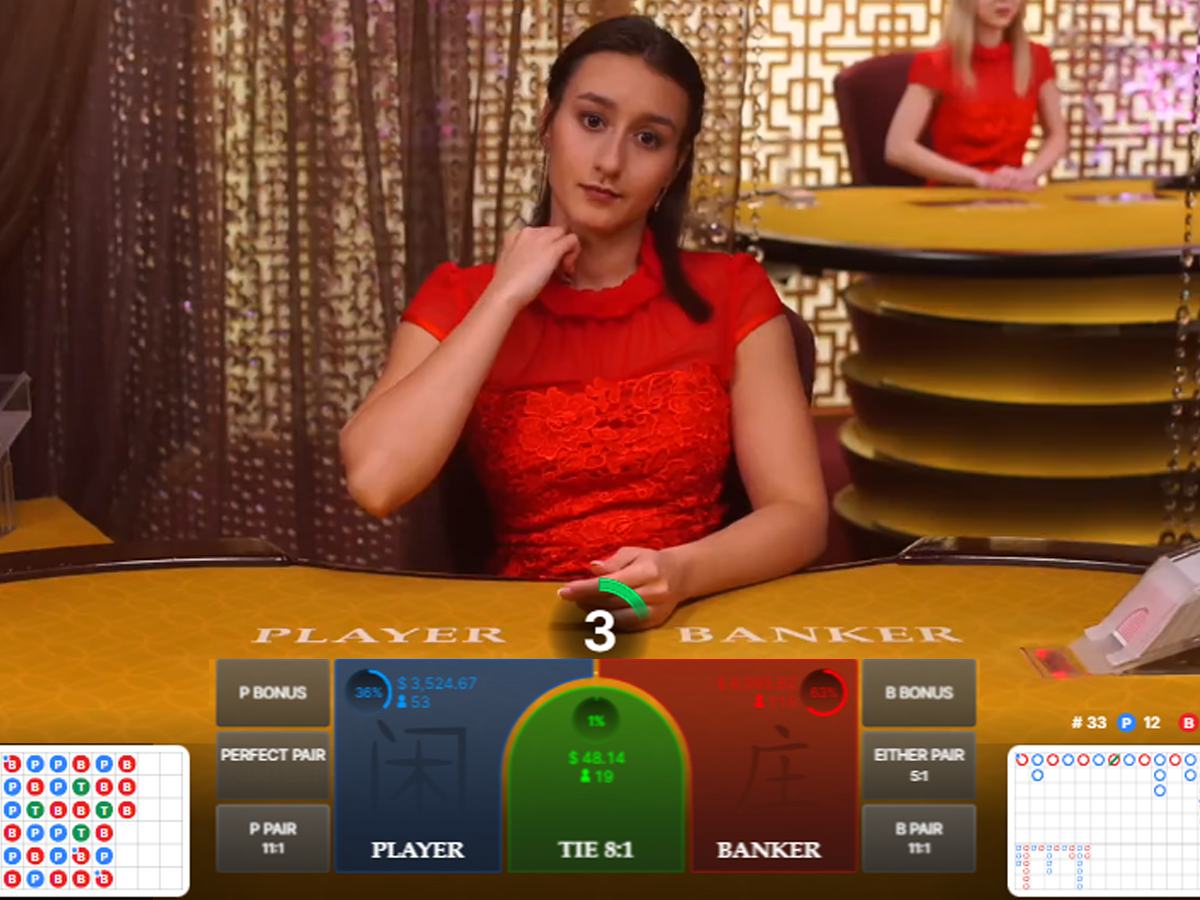 PLAYER BANKER
3
P BONUS
36%
$ 3,524.67
53
63%
B BONUS
# 33 P 12 B
1%
PERFECT PAIR
$ 48.14
19
EITHER PAIR
5:1
闲
庄
P PAIR
11:1
PLAYER
TIE 8:1
BANKER
B PAIR
11:1
B P P B P B
P B P T B B
P T B B T B
B P P T B
P B P B P
B P B B B